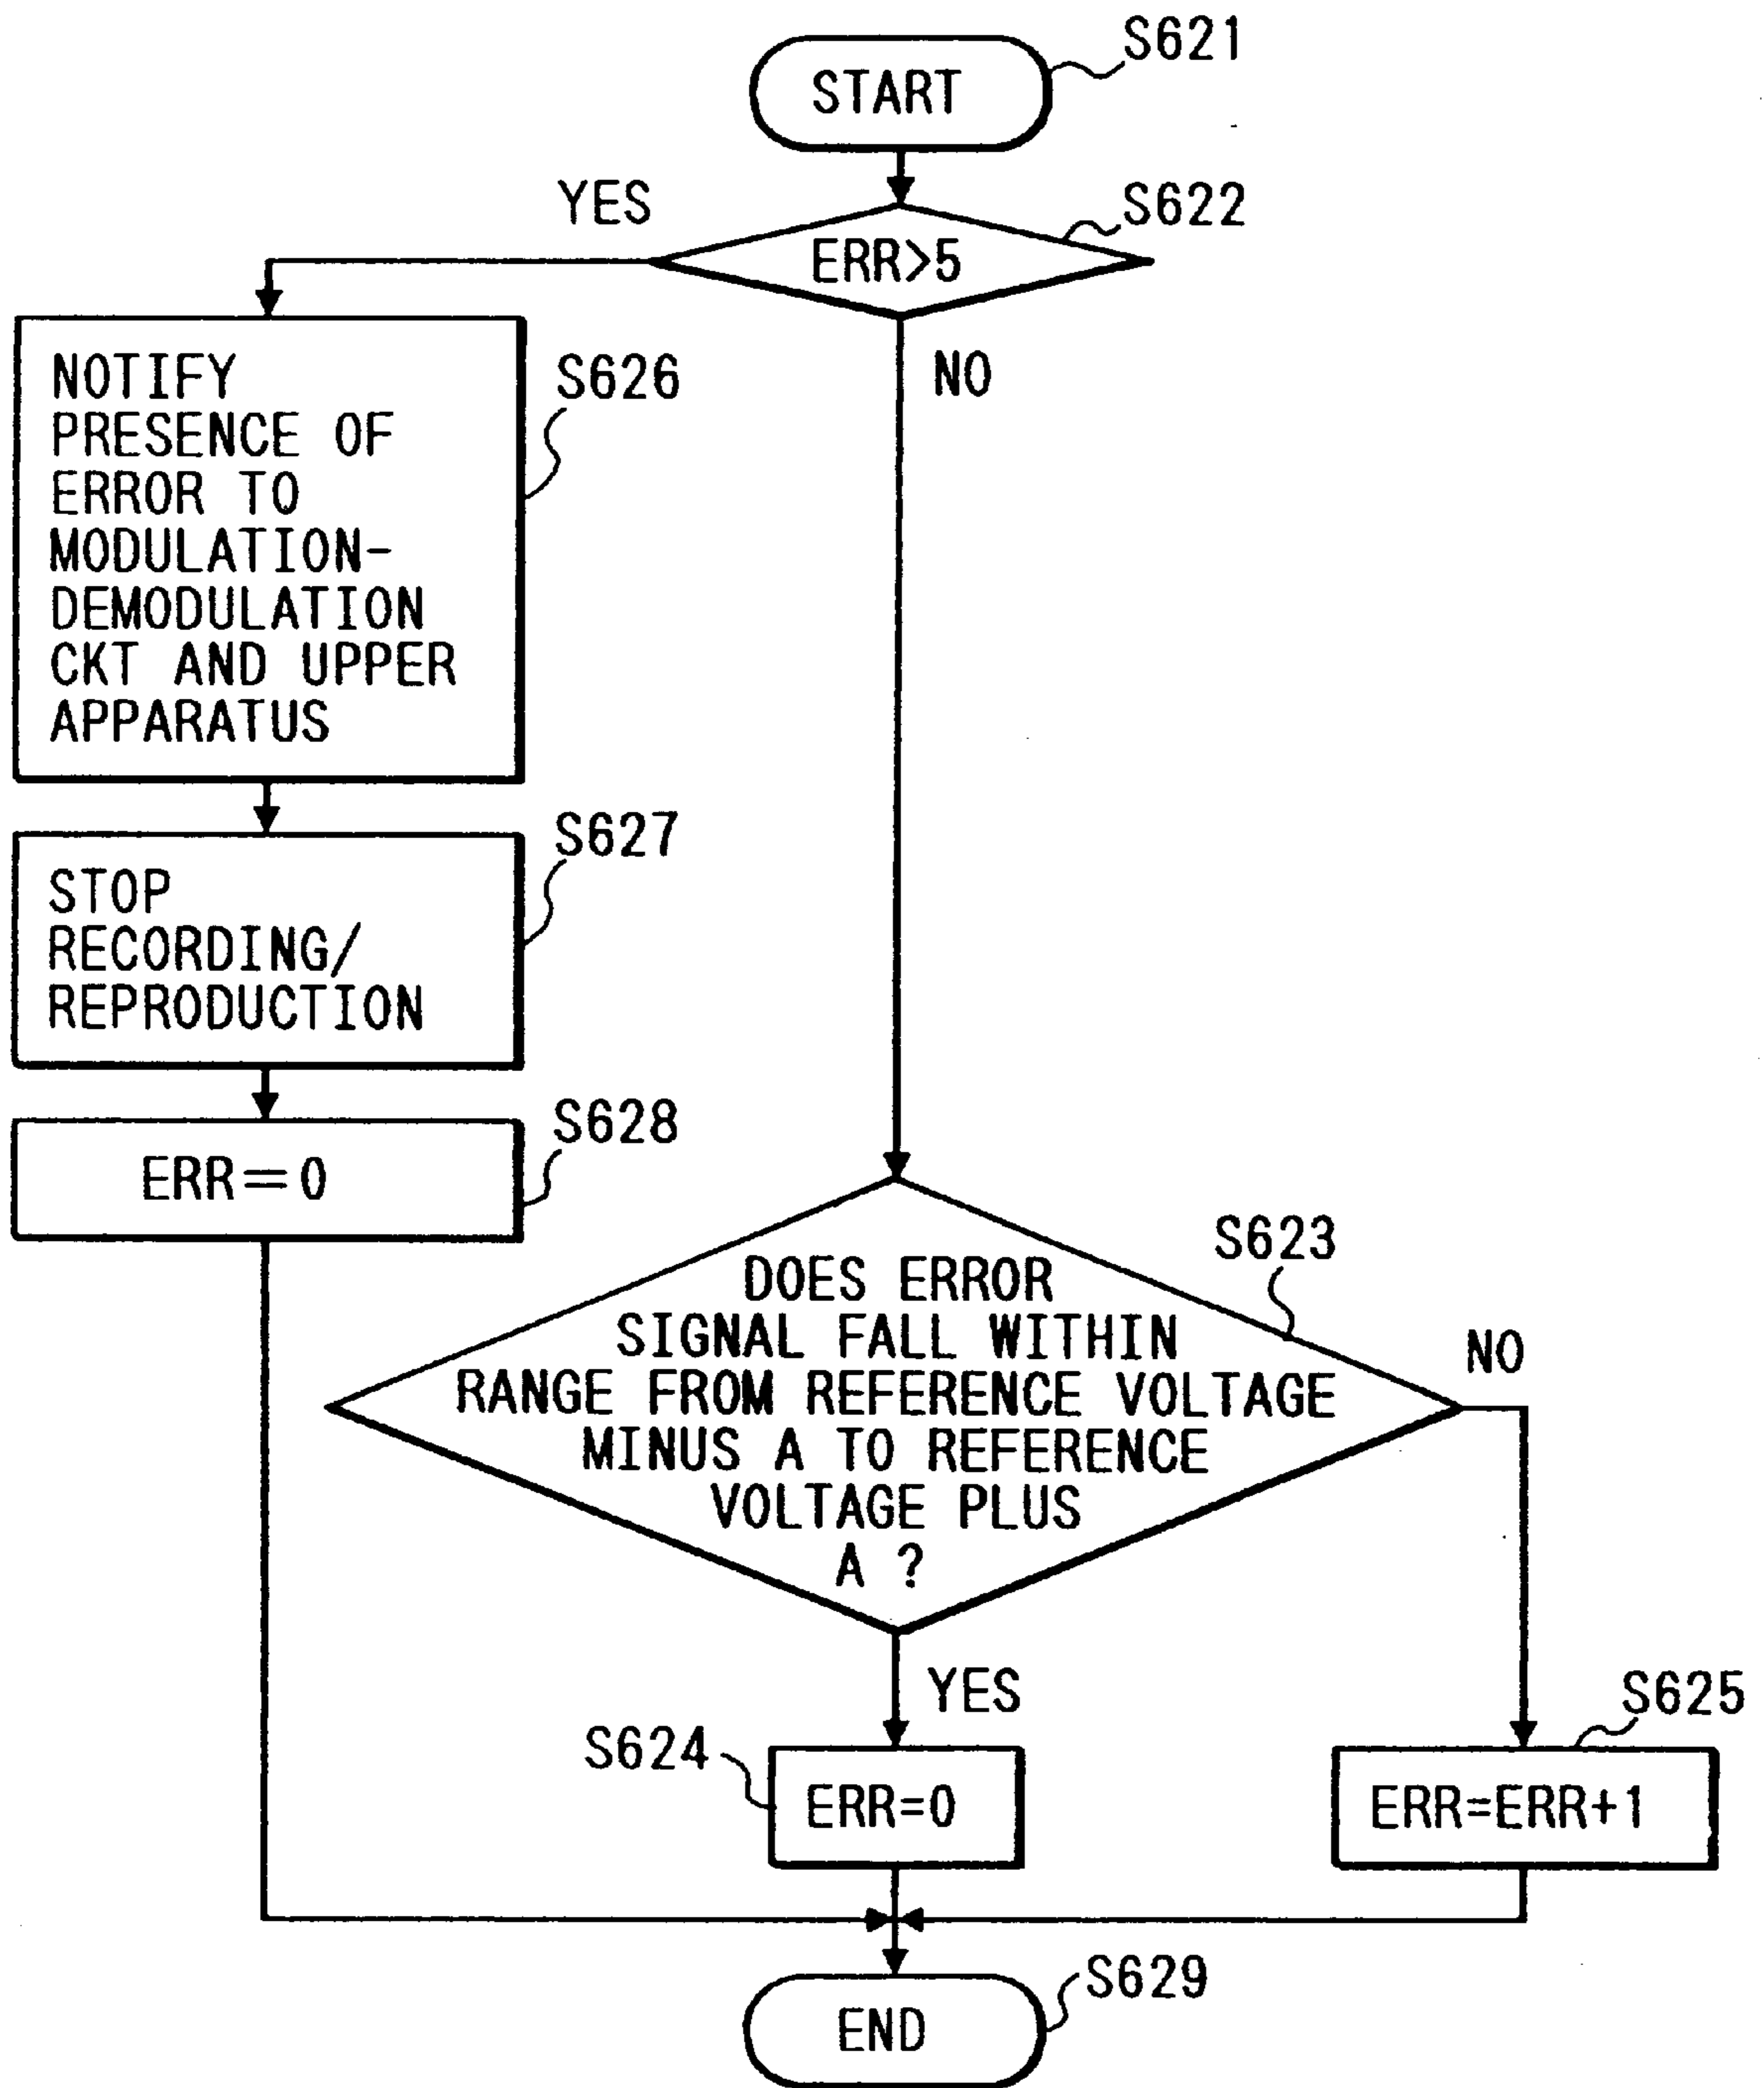 START
S621
YES
ERR>5
S622
NO
NOTIFY
PRESENCE OF
ERROR TO
MODULATION-
DEMODULATION
CKT AND UPPER
APPARATUS
S626
STOP
RECORDING/
REPRODUCTION
S627
ERR=0
S628
DOES ERROR
SIGNAL FALL WITHIN
RANGE FROM REFERENCE VOLTAGE
MINUS A TO REFERENCE
VOLTAGE PLUS
A ?
S623
NO
YES
S624
ERR=0
S625
ERR=ERR+1
END
S629